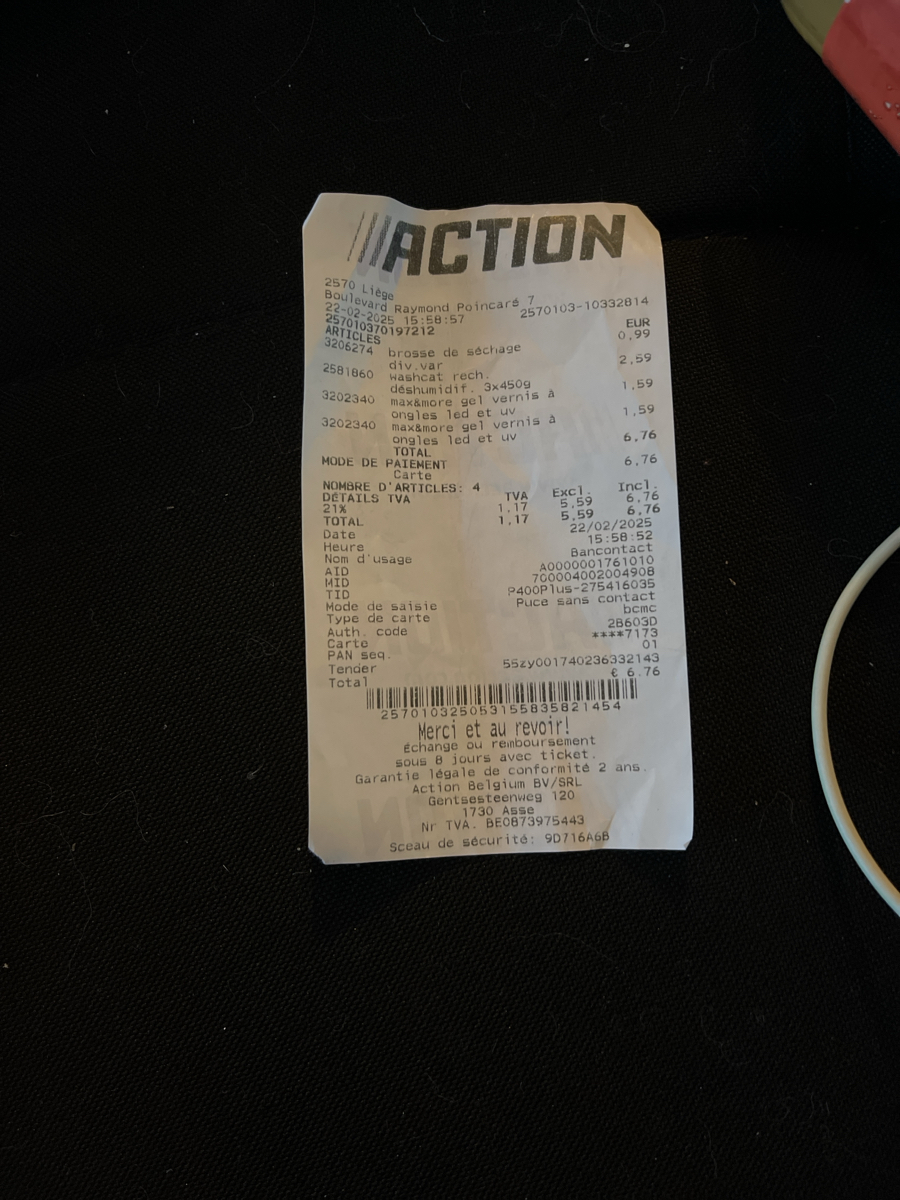 ACTION
2570 Liège
Boulevard Raymond Poincaré 7
22-02-2025 15:58:57 2570103-10332814
257010370197212 EUR
ARTICLES
3206274 brosse de séchage 0,99
div.var
2581860 washcat rech. 2,59
déshumidif. 3x450g
3202340 max&more gel vernis à 1,59
ongles led et uv
3202340 max&more gel vernis à 1,59
ongles led et uv
TOTAL 6,76
MODE DE PAIEMENT
Carte 6,76
NOMBRE D'ARTICLES: 4
DÉTAILS TVA TVA Excl. Incl.
21% 1,17 5,59 6,76
TOTAL 1,17 5,59 6,76
Date 22/02/2025
Heure 15:58:52
Nom d'usage Bancontact
AID A0000001761010
MID 700004002004908
TID P400Plus-275416035
Mode de saisie Puce sans contact
Type de carte bcmc
Auth. code 2B603D
Carte ****7173
PAN seq. 01
Tender 55zy001740236332143
Total € 6.76
2570103250531558358​21454
Merci et au revoir!
Échange ou remboursement
sous 8 jours avec ticket.
Garantie légale de conformité 2 ans.
Action Belgium BV/SRL
Gentsesteenweg 120
1730 Asse
Nr TVA. BE0873975443
Sceau de sécurité: 9D716A6B